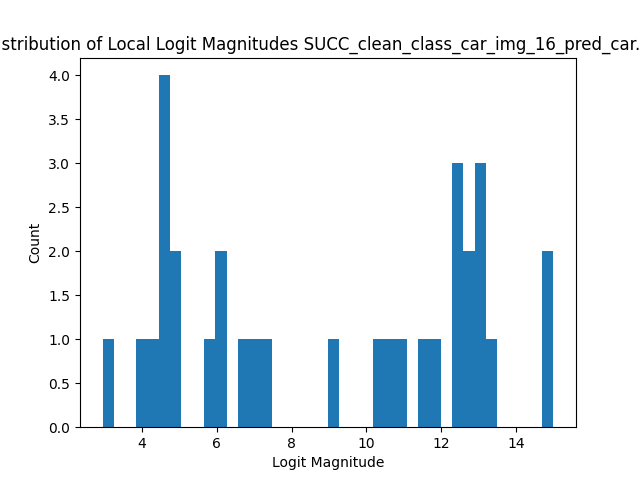 stribution of Local Logit Magnitudes SUCC_clean_class_car_img_16_pred_car.
4.0
3.5
3.0
2.5
2.0
1.5
1.0
0.5
0.0
Count
4 6 8 10 12 14
Logit Magnitude